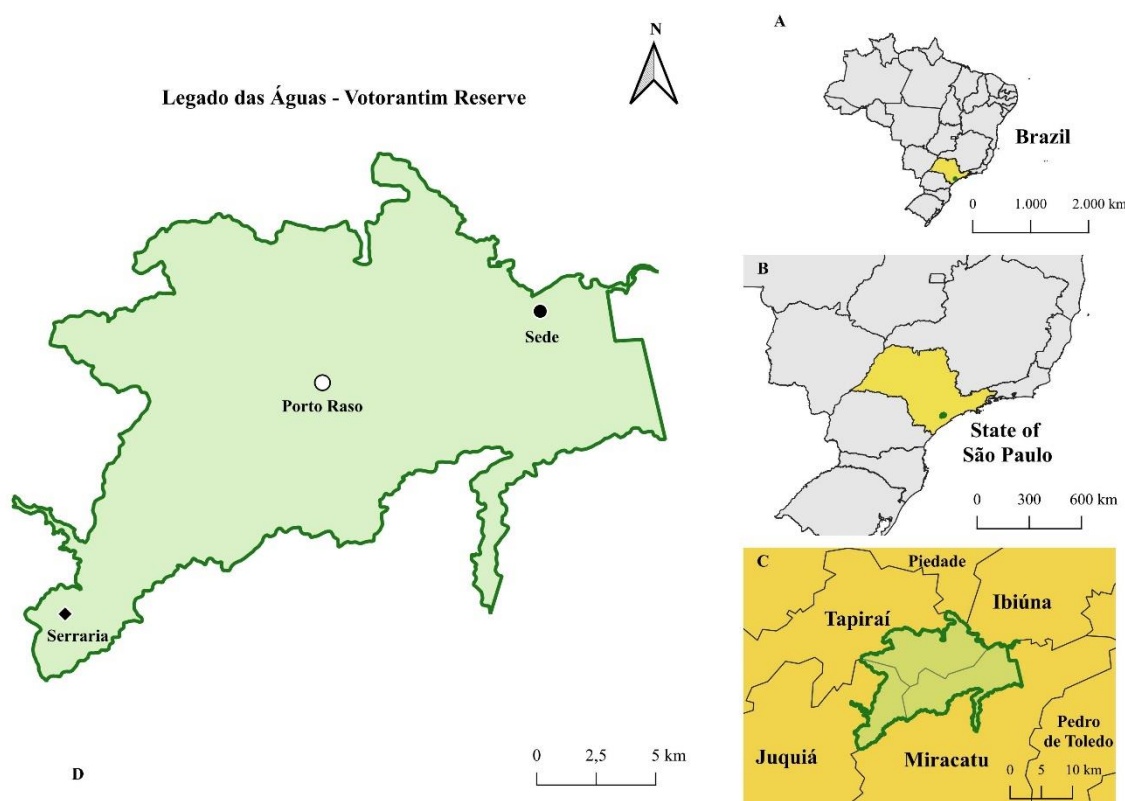 N
Legado das Águas - Votorantim Reserve
Sede
Porto Raso
Serraria
0 2,5 5 km
D
A
Brazil
0 1.000 2.000 km
B
State of
São Paulo
0 300 600 km
C
Piedade
Ibiúna
Tapiraí
Pedro
de Toledo
Juquiá
Miracatu
0 5 10 km